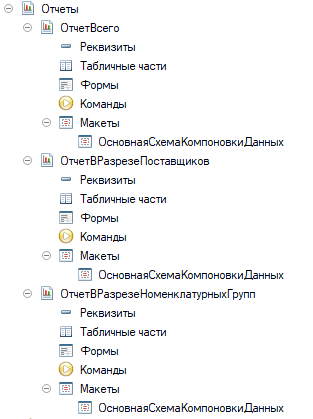 Отчеты
ОтчетВсего
Реквизиты
Табличные части
Формы
Команды
Макеты
ОсновнаяСхемаКомпоновкиДанных
ОтчетВРазрезеПоставщиков
Реквизиты
Табличные части
Формы
Команды
Макеты
ОсновнаяСхемаКомпоновкиДанных
ОтчетВРазрезеНоменклатурныхГрупп
Реквизиты
Табличные части
Формы
Команды
Макеты
ОсновнаяСхемаКомпоновкиДанных